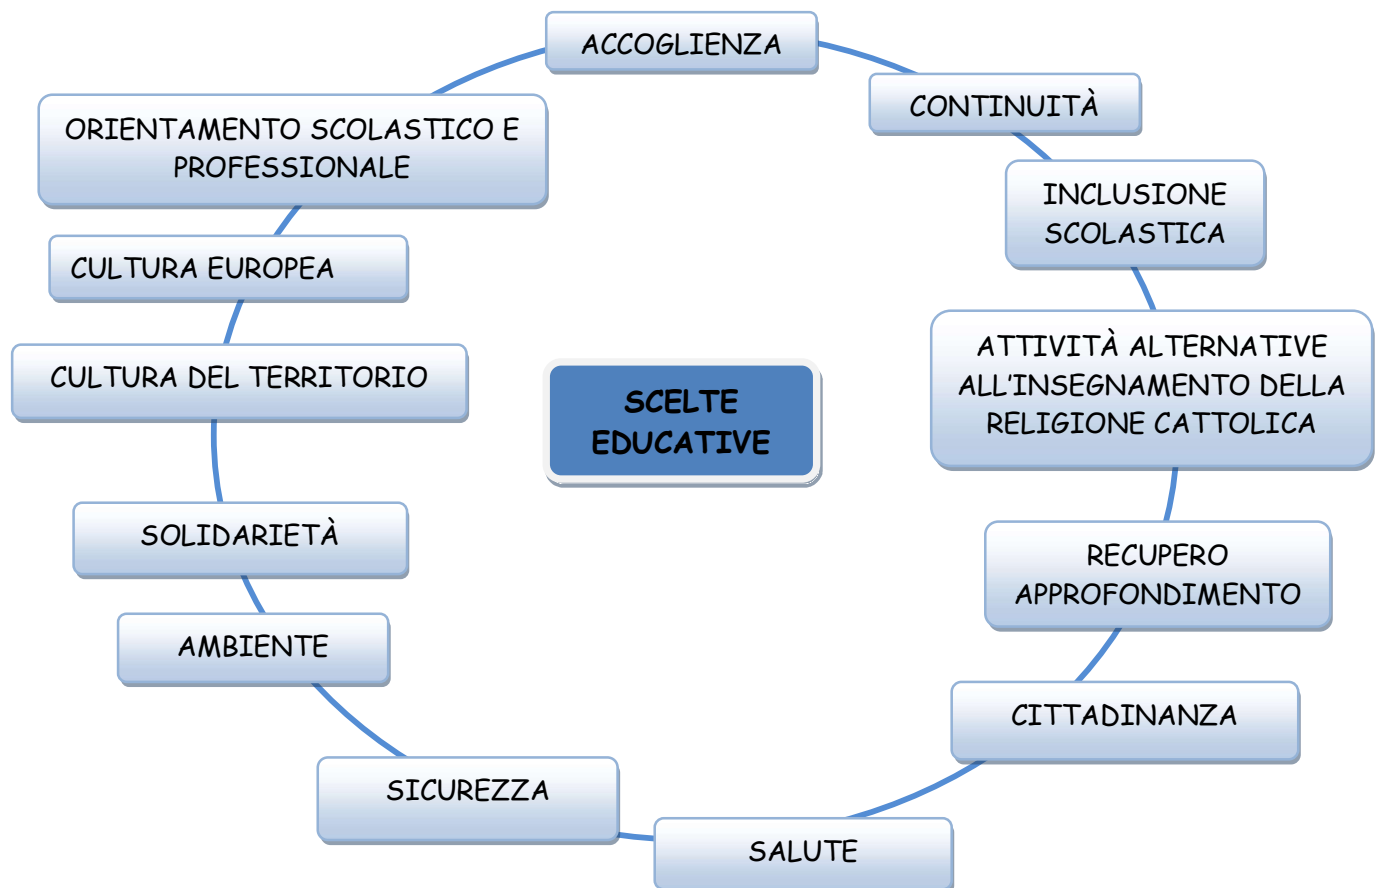 ACCOGLIENZA
CONTINUITÀ
INCLUSIONE
SCOLASTICA
ATTIVITÀ ALTERNATIVE
ALL'INSEGNAMENTO DELLA
RELIGIONE CATTOLICA
RECUPERO
APPROFONDIMENTO
CITTADINANZA
SALUTE
SICUREZZA
AMBIENTE
SOLIDARIETÀ
CULTURA DEL TERRITORIO
CULTURA EUROPEA
ORIENTAMENTO SCOLASTICO E
PROFESSIONALE
SCELTE
EDUCATIVE